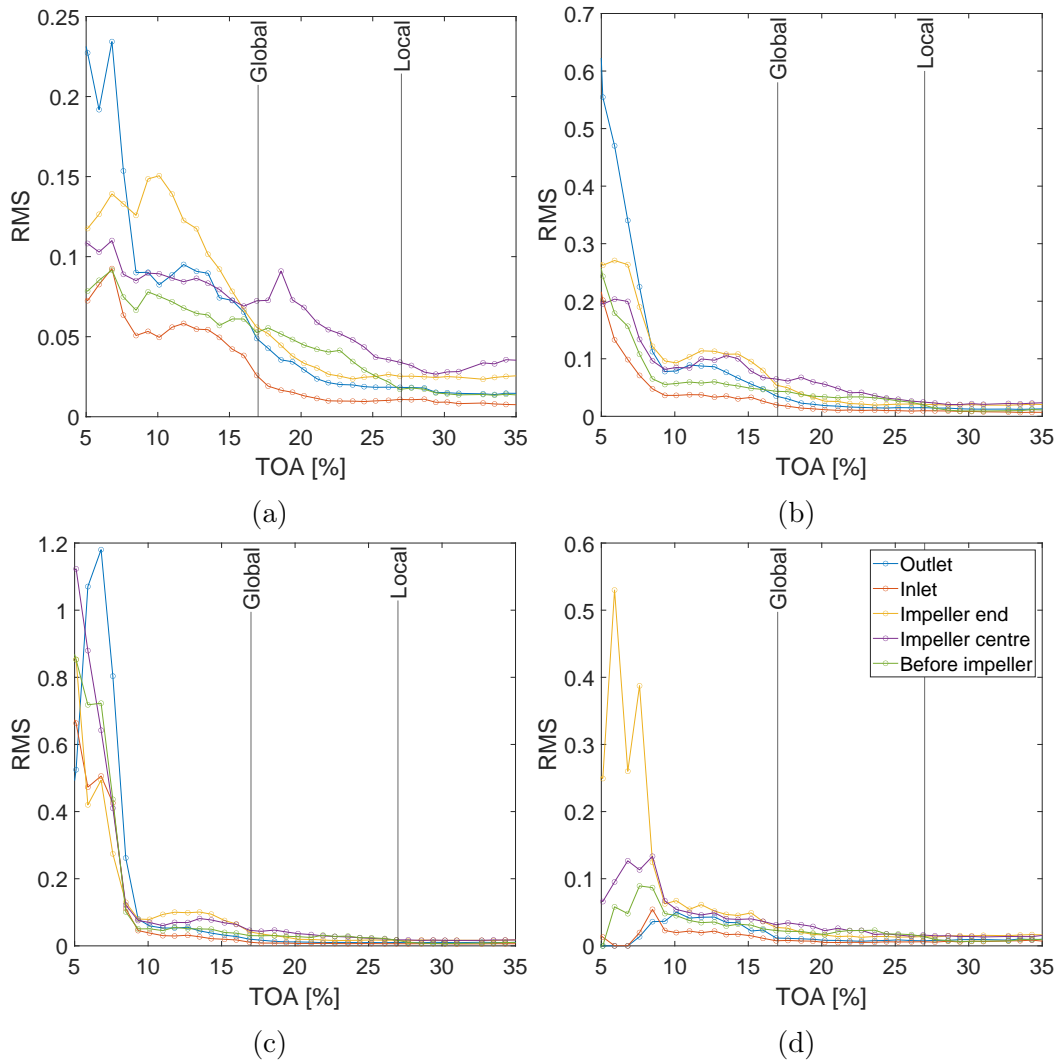 0.25
0.2
0.15
0.1
0.05
0
RMS
Global
Local
5 10 15 20 25 30 35
TOA [%]
(a)
0.7
0.6
0.5
0.4
0.3
0.2
0.1
0
RMS
Global
Local
5 10 15 20 25 30 35
TOA [%]
(b)
1.2
1
0.8
0.6
0.4
0.2
0
RMS
Global
Local
5 10 15 20 25 30 35
TOA [%]
(c)
0.6
0.5
0.4
0.3
0.2
0.1
0
RMS
Global
Outlet
Inlet
Impeller end
Impeller centre
Before impeller
5 10 15 20 25 30 35
TOA [%]
(d)